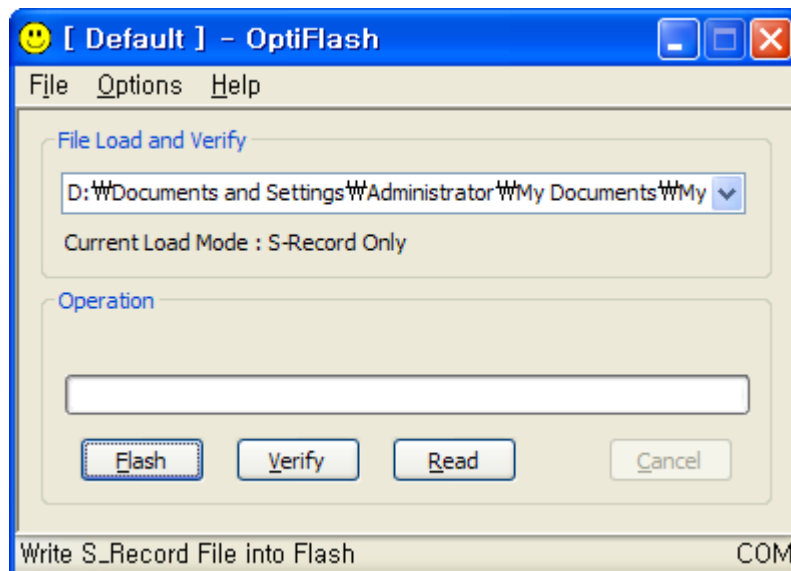 [ Default ] - OptiFlash
File Options Help
File Load and Verify
D:₩Documents and Settings₩Administrator₩My Documents₩My
Current Load Mode : S-Record Only
Operation
Flash Verify Read Cancel
Write S_Record File into Flash COM